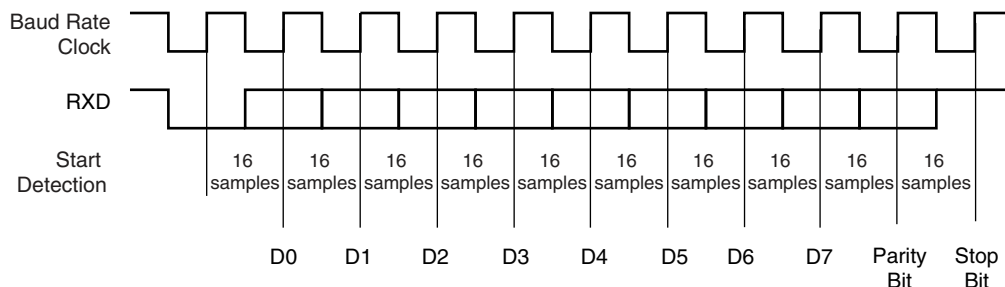 Baud Rate
Clock
RXD
Start
Detection
16 16 16 16 16 16 16 16 16 16
samples samples samples samples samples samples samples samples samples samples
D0 D1 D2 D3 D4 D5 D6 D7 Parity Stop
Bit Bit